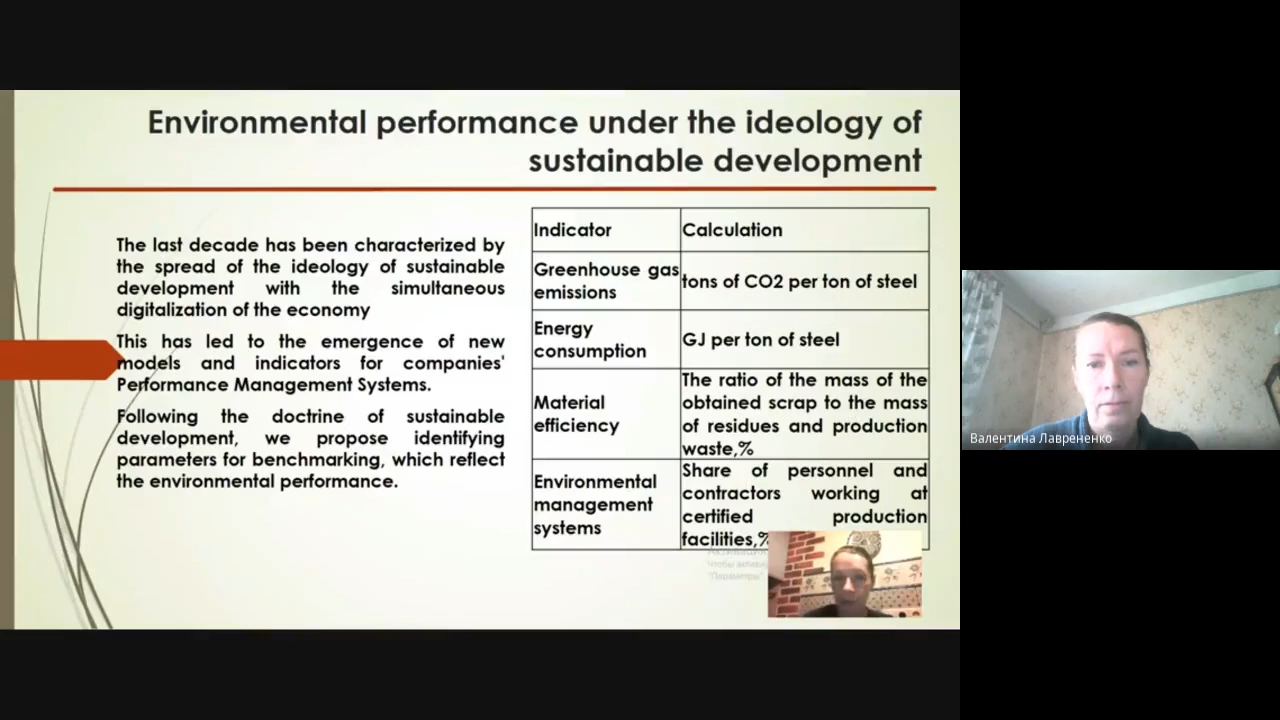 Environmental performance under the ideology of
sustainable development
The last decade has been characterized by
the spread of the ideology of sustainable
development with the simultaneous
digitalization of the economy
This has led to the emergence of new
models and indicators for companies'
Performance Management Systems.
Following the doctrine of sustainable
development, we propose identifying
parameters for benchmarking, which reflect
the environmental performance.
Indicator
Calculation
Greenhouse gas
emissions
tons of CO2 per ton of steel
Energy
consumption
GJ per ton of steel
Material
efficiency
The ratio of the mass of the
obtained scrap to the mass
of residues and production
waste,%
Environmental
management
systems
Share of personnel and
contractors working at
certified production
facilities,%
Чтобы
"Параметры"
Валентина Лаврененко